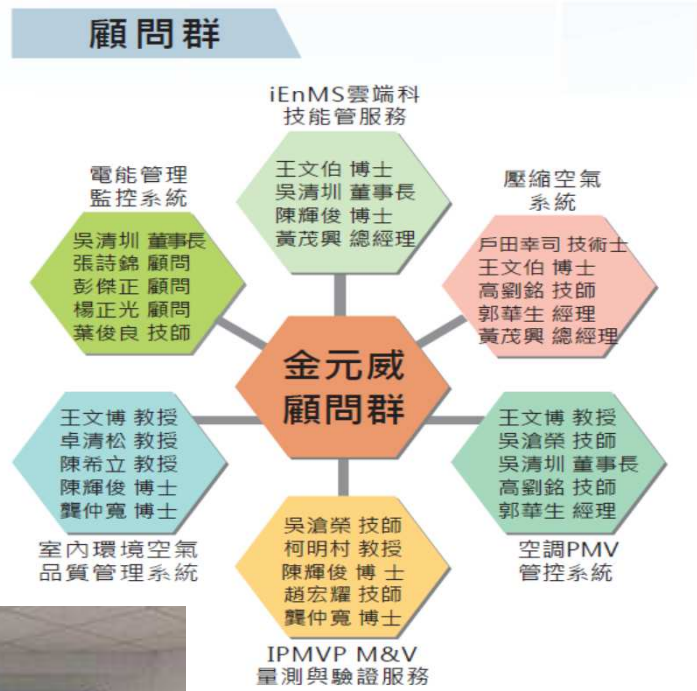 顧問群
iEnMS雲端科
技能管服務
王文伯 博士
吳清圳 董事長
陳輝俊 博士
黃茂興 總經理
電能管理
監控系統
吳清圳 董事長
張詩錦 顧問
彭傑正 顧問
楊正光 顧問
葉俊良 技師
壓縮空氣
系統
戶田幸司 技術士
王文伯 博士
高劉銘 技師
郭華生 經理
黃茂興 總經理
金元威
顧問群
王文博 教授
卓清松 教授
陳希立 教授
陳輝俊 博士
龔仲寬 博士
室內環境空氣
品質管理系統
王文博 教授
吳滄榮 技師
吳清圳 董事長
高劉銘 技師
郭華生 經理
空調PMV
管控系統
吳滄榮 技師
柯明村 教授
陳輝俊 博 士
趙宏耀 技師
龔仲寬 博士
IPMVP M&V
量測與驗證服務